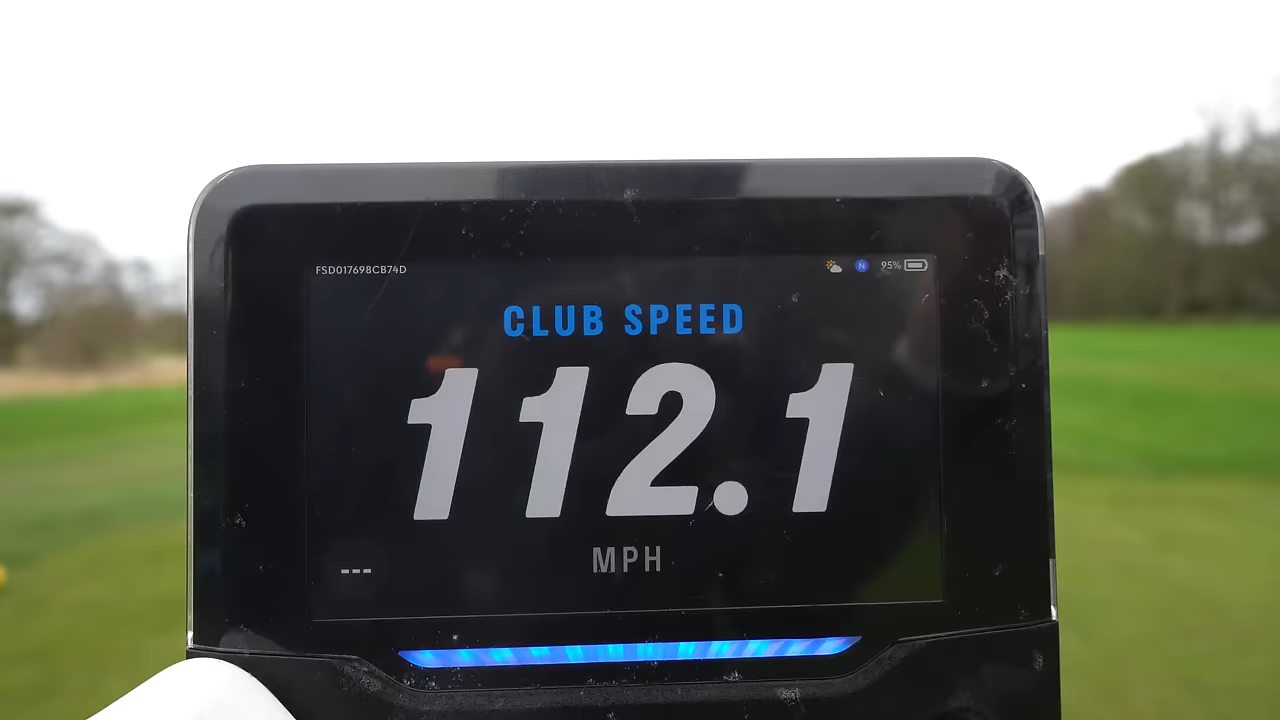 FSD017698CB74D
N 95%
CLUB SPEED
112.1
MPH
---